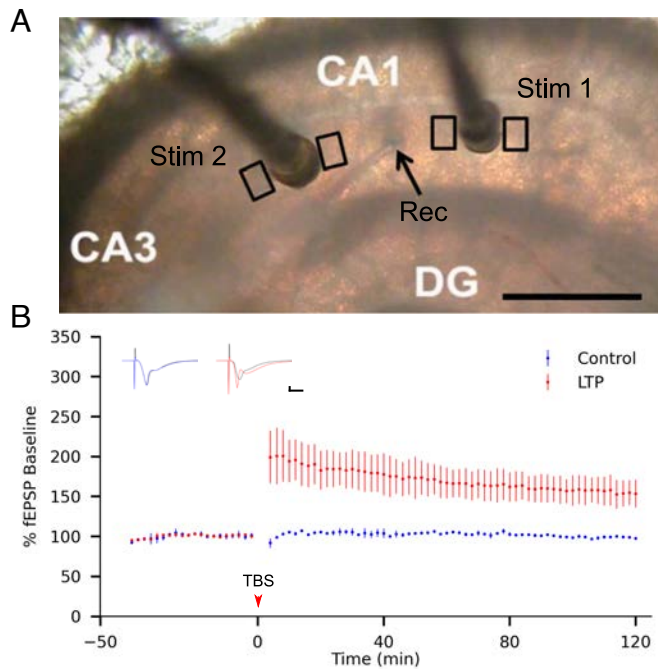 A
CA1
Stim 1
Stim 2
Rec
CA3
DG
B
350
300
250
200
150
100
50
0
% fEPSP Baseline
Control
LTP
TBS
−50
0
40
80
120
Time (min)